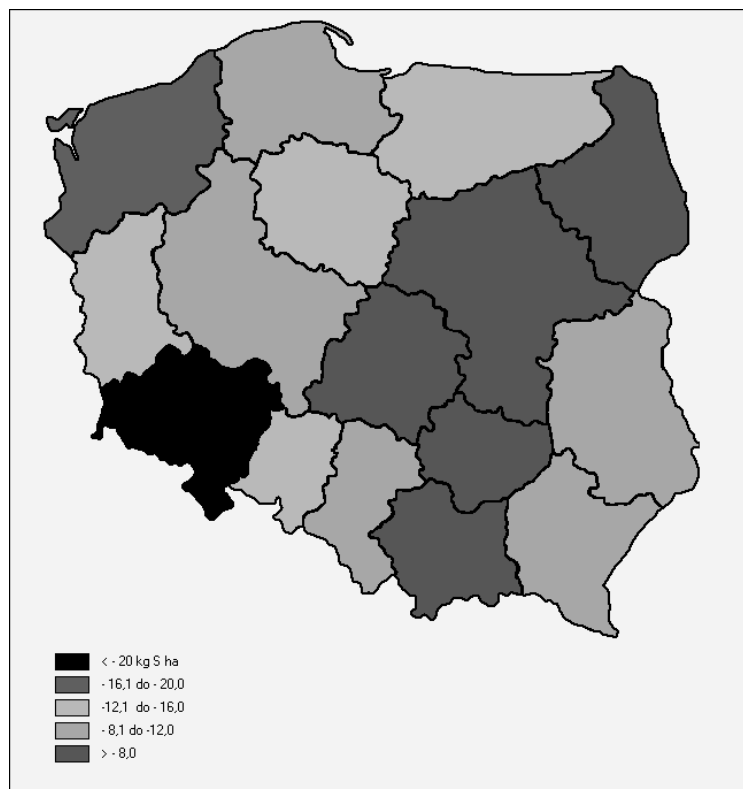 < - 20 kg S ha
- 16,1 do - 20,0
-12,1 do - 16,0
- 8,1 do -12,0
> - 8,0